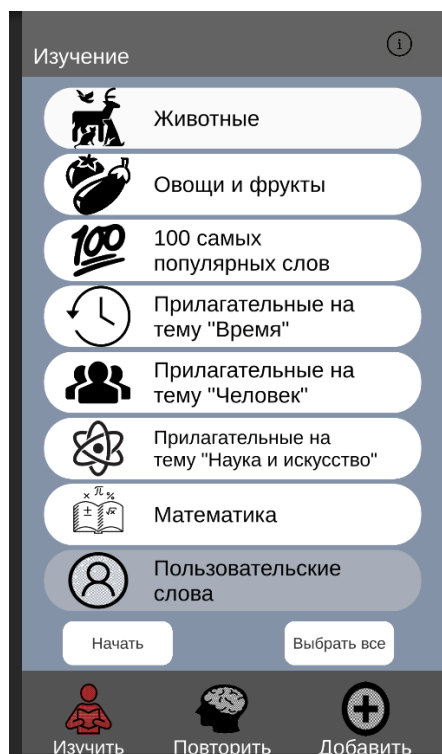 Изучение
Животные
Овощи и фрукты
100
100 самых
популярных слов
Прилагательные на
тему "Время"
Прилагательные на
тему "Человек"
Прилагательные на
тему "Наука и искусство"
× π %
± √x
Математика
Пользовательские
слова
Начать
Выбрать все
Изучить
Повторить
Добавить